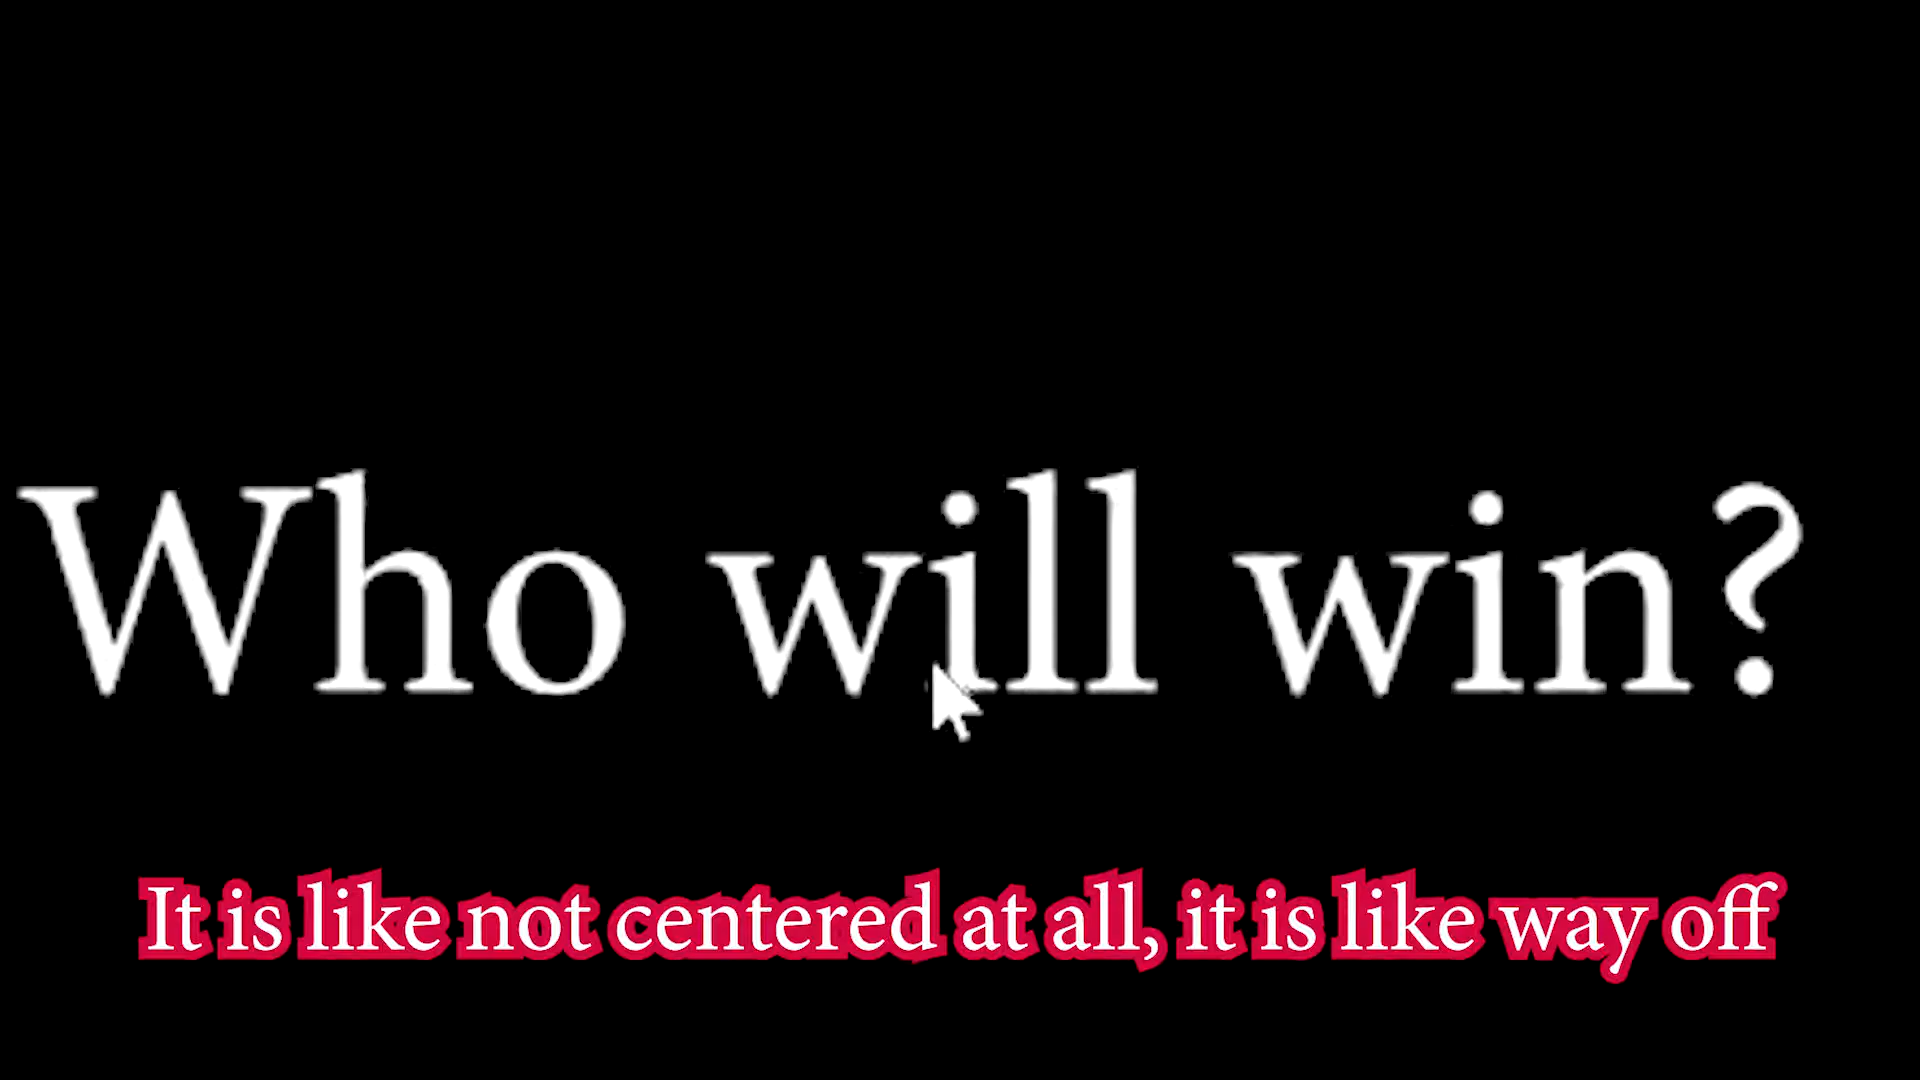 Who will win?
It is like not centered at all, it is like way off